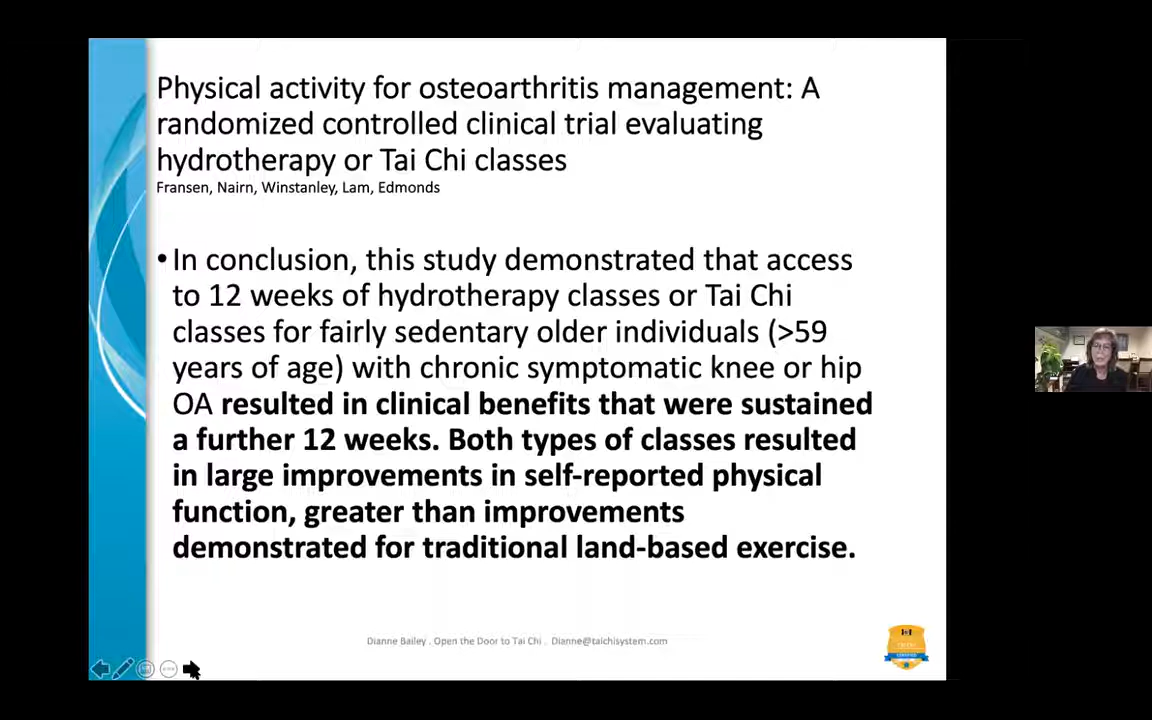 Physical activity for osteoarthritis management: A
randomized controlled clinical trial evaluating
hydrotherapy or Tai Chi classes
Fransen, Nairn, Winstanley, Lam, Edmonds
• In conclusion, this study demonstrated that access
to 12 weeks of hydrotherapy classes or Tai Chi
classes for fairly sedentary older individuals (>59
years of age) with chronic symptomatic knee or hip
OA resulted in clinical benefits that were sustained
a further 12 weeks. Both types of classes resulted
in large improvements in self-reported physical
function, greater than improvements
demonstrated for traditional land-based exercise.
Dianne Bailey . Open the Door to Tai Chi . Dianne@taichisystem.com